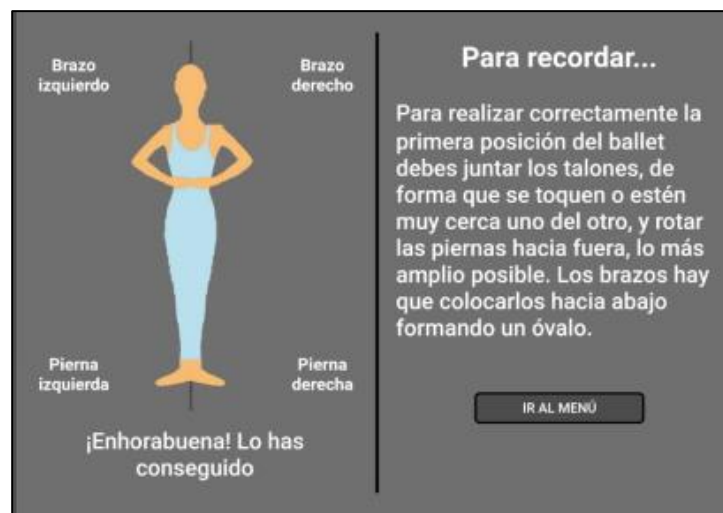 Brazo
izquierdo
Brazo
derecho
Pierna
izquierda
Pierna
derecha
¡Enhorabuena! Lo has
conseguido
Para recordar...
Para realizar correctamente la
primera posición del ballet
debes juntar los talones, de
forma que se toquen o estén
muy cerca uno del otro, y rotar
las piernas hacia fuera, lo más
amplio posible. Los brazos hay
que colocarlos hacia abajo
formando un óvalo.
IR AL MENÚ